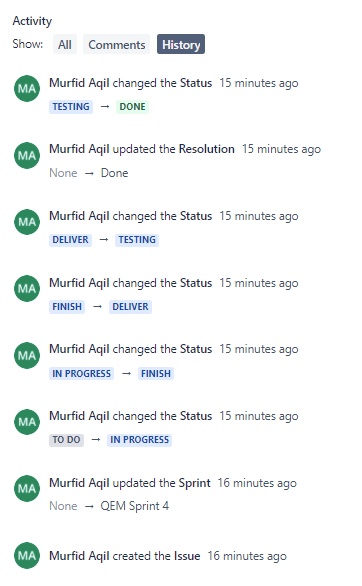 Activity
Show: All Comments History
MA Murfid Aqil changed the Status 15 minutes ago
TESTING → DONE
MA Murfid Aqil updated the Resolution 15 minutes ago
None → Done
MA Murfid Aqil changed the Status 15 minutes ago
DELIVER → TESTING
MA Murfid Aqil changed the Status 15 minutes ago
FINISH → DELIVER
MA Murfid Aqil changed the Status 15 minutes ago
IN PROGRESS → FINISH
MA Murfid Aqil changed the Status 15 minutes ago
TO DO → IN PROGRESS
MA Murfid Aqil updated the Sprint 16 minutes ago
None → QEM Sprint 4
MA Murfid Aqil created the Issue 16 minutes ago